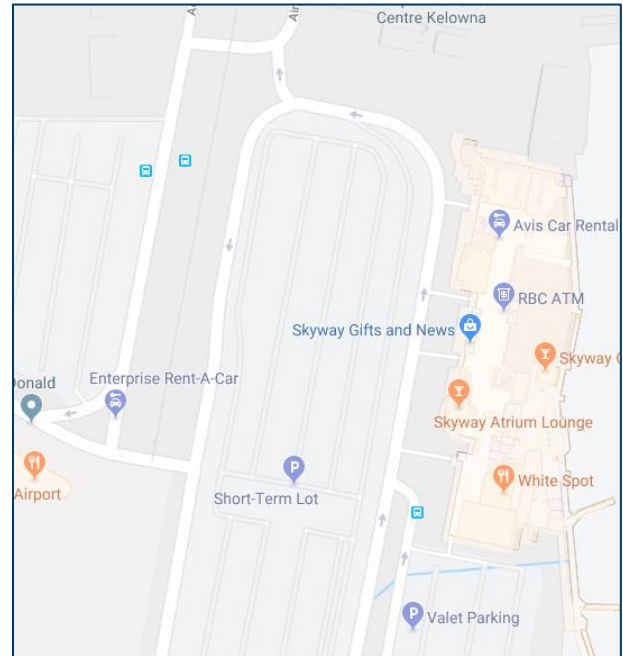 Centre Kelowna
Avis Car Rental
RBC ATM
Skyway Gifts and News
Skyway
Enterprise Rent-A-Car
Skyway Atrium Lounge
White Spot
Airport
P
Short-Term Lot
P
Valet Parking